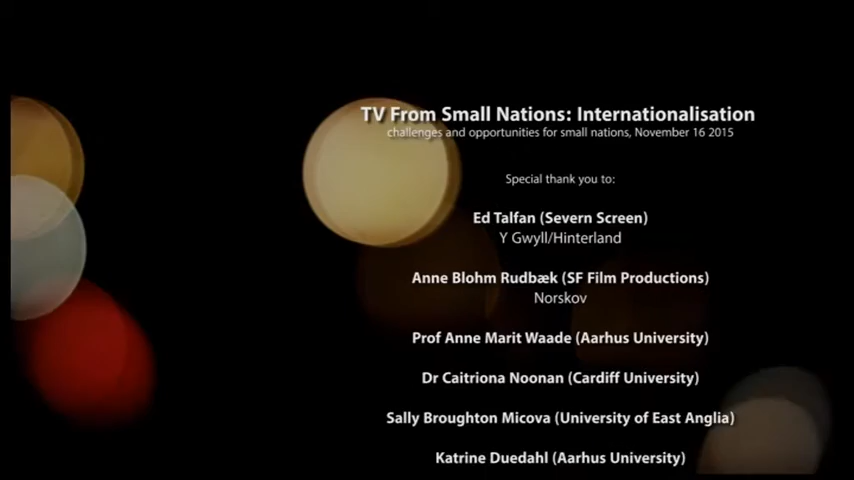 TV From Small Nations: Internationalisation
challenges and opportunities for small nations, November 16 2015
Special thank you to:
Ed Talfan (Severn Screen)
Y Gwyll/Hinterland
Anne Blohm Rudbæk (SF Film Productions)
Norskov
Prof Anne Marit Waade (Aarhus University)
Dr Caitriona Noonan (Cardiff University)
Sally Broughton Micova (University of East Anglia)
Katrine Duedahl (Aarhus University)